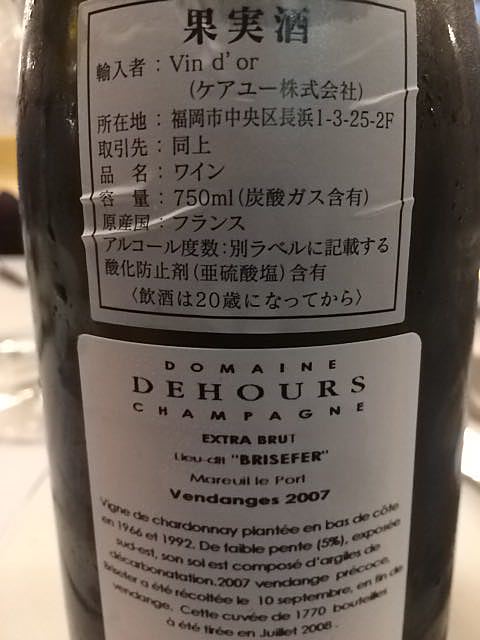 果実酒
輸入者：Vin d'or
(ケアユー株式会社)
所在地：福岡市中央区長浜1-3-25-2F
取引先：同上
品　名：ワイン
容　量：750ml(炭酸ガス含有)
原産国：フランス
アルコール度数:別ラベルに記載する
酸化防止剤(亜硫酸塩)含有
〈飲酒は20歳になってから〉
DOMAINE
DEHOURS
CHAMPAGNE
EXTRA BRUT
Lieu-dit "BRISEFER"
Mareuil le Port
Vendanges 2007
Vigne de chardonnay plantée en bas de côte
en 1966 et 1992. De faible pente (5%), exposée
sud-est, son sol est composé d'argiles de
décarbonatation.2007 vendange précoce,
Brisefer a été récoltée le 10 septembre, en fin de
vendange. Cette cuvée de 1770 bouteilles
a été tirée en Juillet 2008.